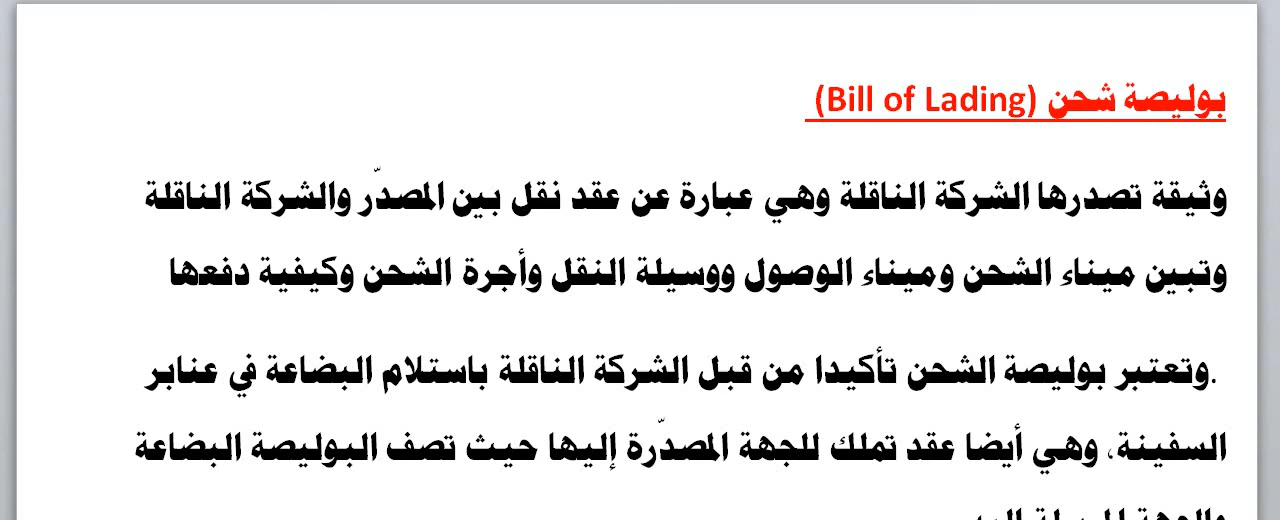 بوليصة شحن (Bill of Lading)
وثيقة تصدرها الشركة الناقلة وهي عبارة عن عقد نقل بين المصدّر والشركة الناقلة
وتبين ميناء الشحن وميناء الوصول ووسيلة النقل وأجرة الشحن وكيفية دفعها
.وتعتبر بوليصة الشحن تأكيدا من قبل الشركة الناقلة باستلام البضاعة في عنابر
السفينة، وهي أيضا عقد تملك للجهة المصدّرة إليها حيث تصف البوليصة البضاعة